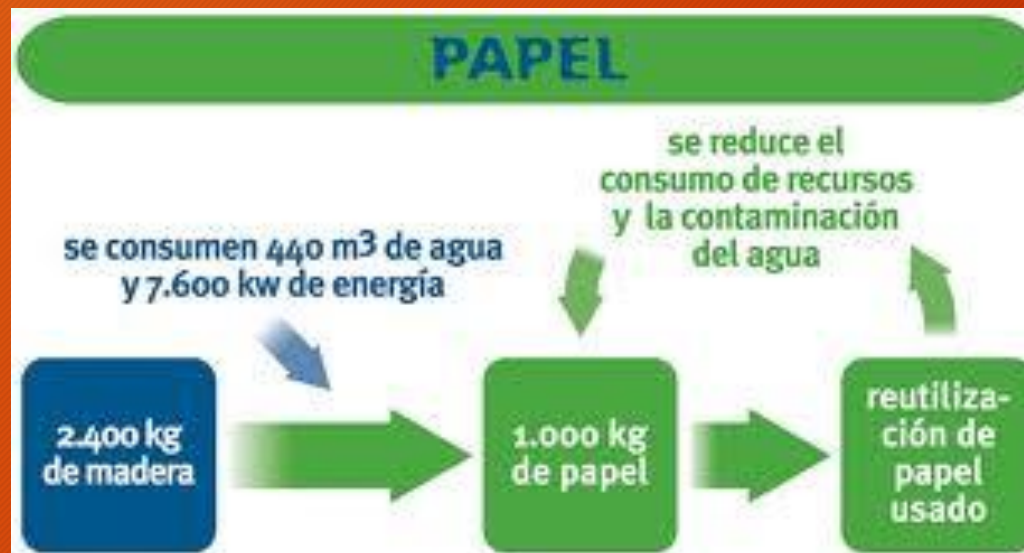 PAPEL
se reduce el
consumo de recursos
y la contaminación
del agua
se consumen 440 m3 de agua
y 7.600 kw de energía
2.400 kg
de madera
1.000 kg
de papel
reutiliza-
ción de
papel
usado